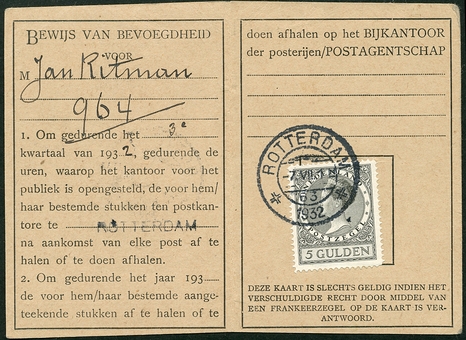 BEWIJS VAN BEVOEGDHEID
VOOR
M Jan Ritman
964
1. Om gedurende het 3e
kwartaal van 1932, gedurende de
uren, waarop het kantoor voor het
publiek is opengesteld, de voor hem/
haar bestemde stukken ten postkan-
tore te ROTTERDAM
na aankomst van elke post af te
halen of te doen afhalen.
2. Om gedurende het jaar 193
de voor hem/haar bestemde aange-
teekende stukken af te halen of te
doen afhalen op het BIJKANTOOR
der posterijen/POSTAGENTSCHAP
ROTTERDAM
1932
POSTZEGEL
5 GULDEN
DEZE KAART IS SLECHTS GELDIG INDIEN HET
VERSCHULDIGDE RECHT DOOR MIDDEL VAN
EEN FRANKEERZEGEL OP DE KAART IS VER-
ANTWOORD.